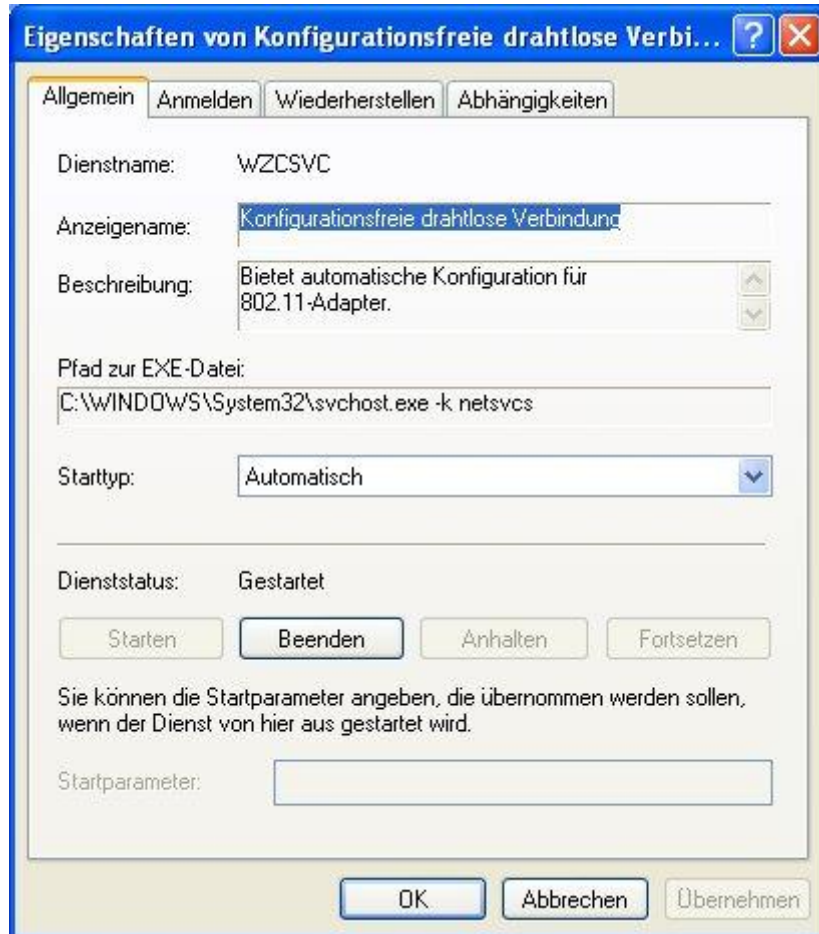 Eigenschaften von Konfigurationsfreie drahtlose Verbi...
Allgemein Anmelden Wiederherstellen Abhängigkeiten
Dienstname: WZCSVC
Anzeigename: Konfigurationsfreie drahtlose Verbindung
Beschreibung: Bietet automatische Konfiguration für
802.11-Adapter.
Pfad zur EXE-Datei:
C:\WINDOWS\System32\svchost.exe -k netsvcs
Starttyp: Automatisch
Dienststatus: Gestartet
Starten Beenden Anhalten Fortsetzen
Sie können die Startparameter angeben, die übernommen werden sollen,
wenn der Dienst von hier aus gestartet wird.
Startparameter:
OK Abbrechen Übernehmen